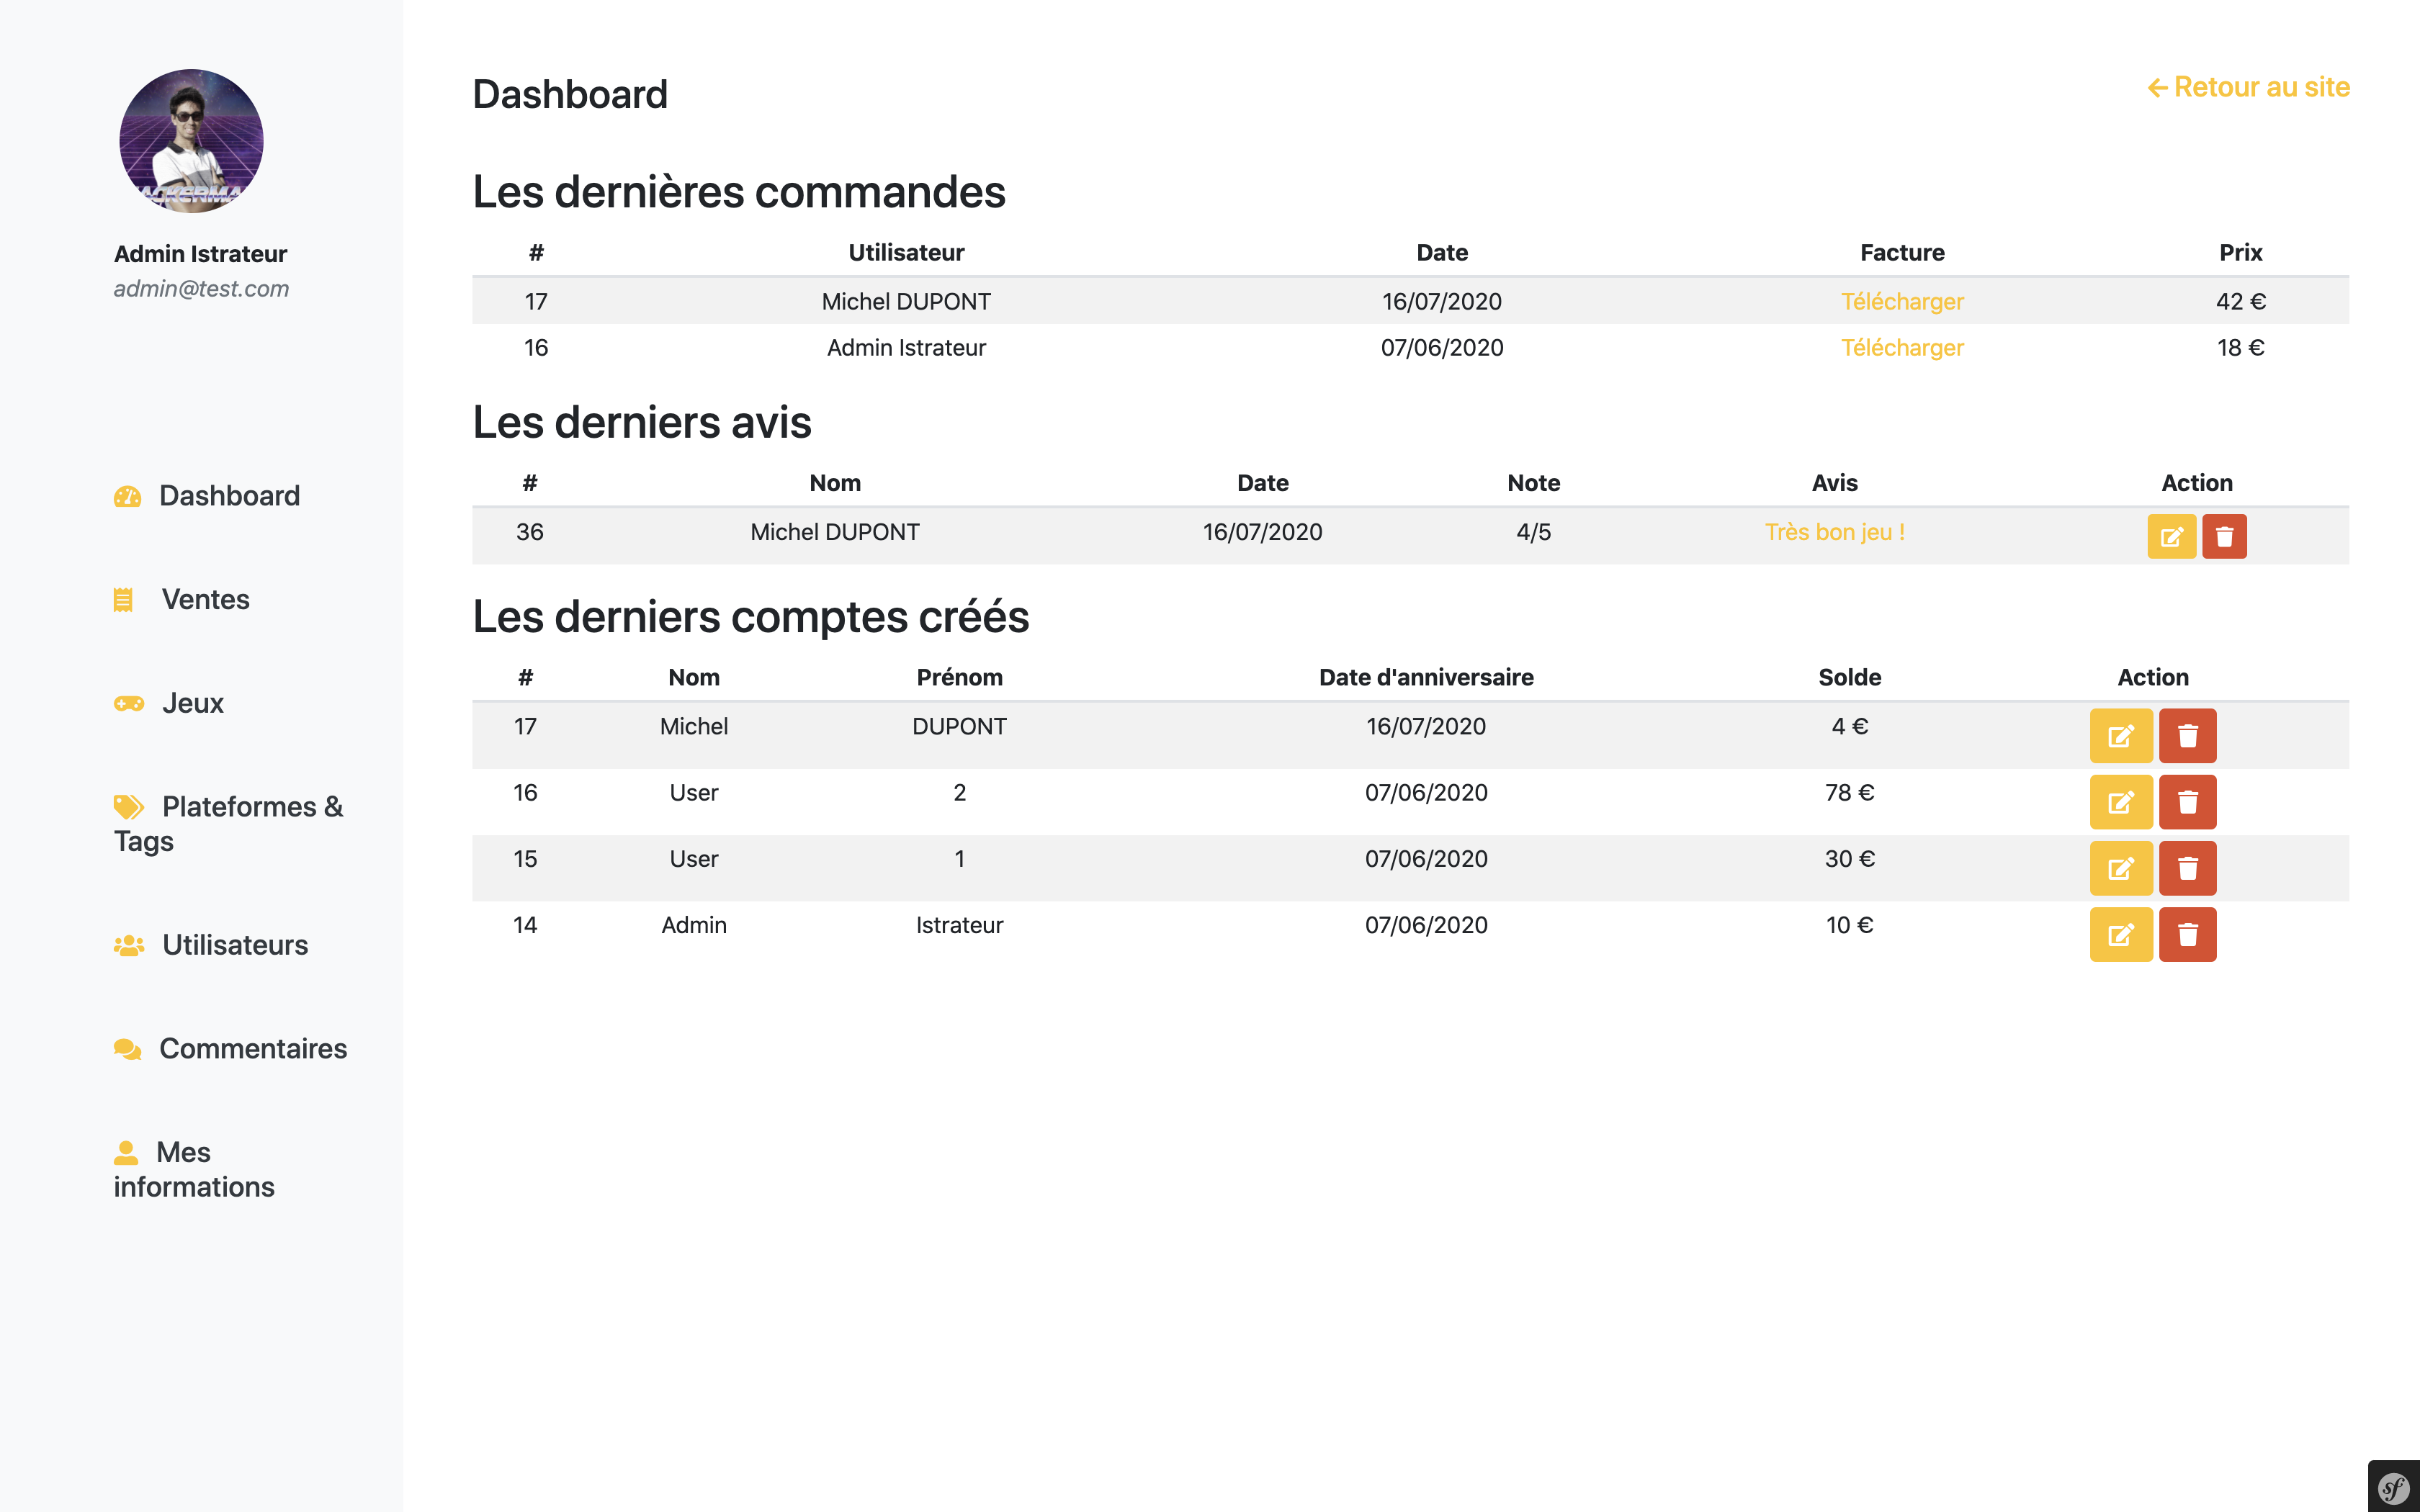 Admin Istrateur
admin@test.com
Dashboard
Ventes
Jeux
Plateformes &
Tags
Utilisateurs
Commentaires
Mes
informations
Dashboard
Retour au site
Les dernières commandes
# Utilisateur Date Facture Prix
17 Michel DUPONT 16/07/2020 Télécharger 42 €
16 Admin Istrateur 07/06/2020 Télécharger 18 €
Les derniers avis
# Nom Date Note Avis Action
36 Michel DUPONT 16/07/2020 4/5 Très bon jeu !
Les derniers comptes créés
# Nom Prénom Date d'anniversaire Solde Action
17 Michel DUPONT 16/07/2020 4 €
16 User 2 07/06/2020 78 €
15 User 1 07/06/2020 30 €
14 Admin Istrateur 07/06/2020 10 €
sf